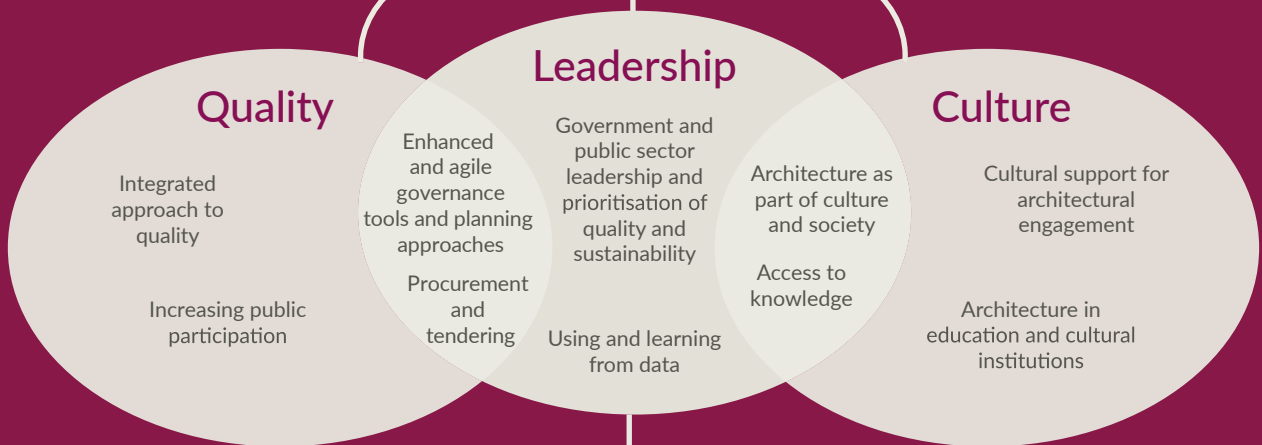 Quality
Integrated
approach to
quality
Increasing public
participation
Enhanced
and agile
governance
tools and planning
approaches
Procurement
and
tendering
Leadership
Government and
public sector
leadership and
prioritisation of
quality and
sustainability
Using and learning
from data
Architecture as
part of culture
and society
Access to
knowledge
Culture
Cultural support for
architectural
engagement
Architecture in
education and cultural
institutions